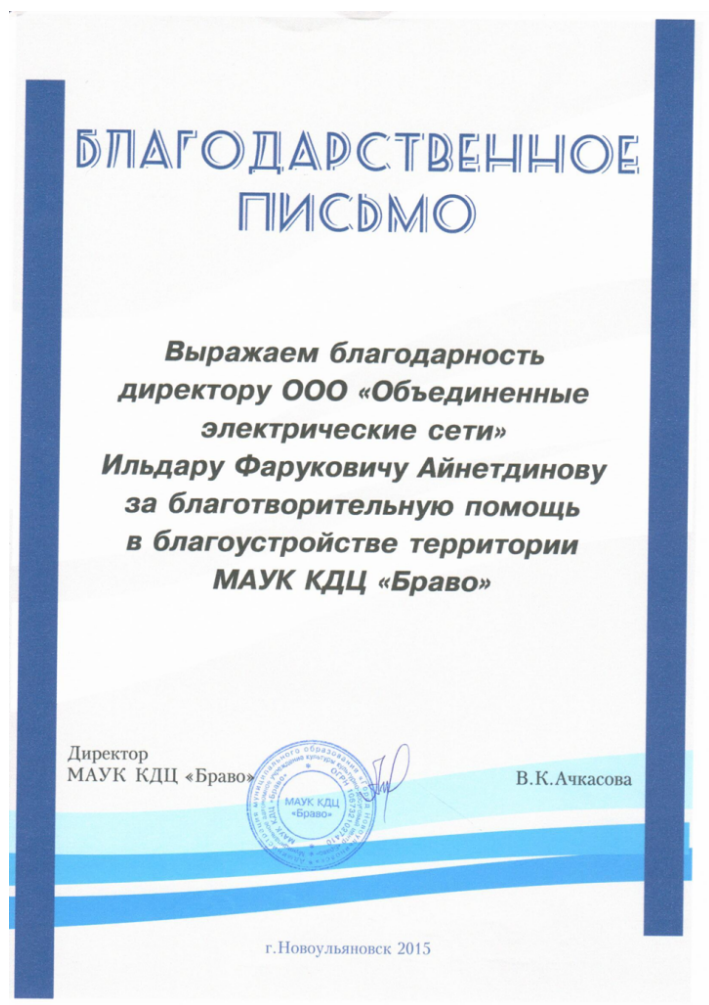 БЛАГОДАРСТВЕННОЕ
ПИСЬМО
Выражаем благодарность
директору ООО «Объединенные
электрические сети»
Ильдару Фаруковичу Айнетдинову
за благотворительную помощь
в благоустройстве территории
МАУК КДЦ «Браво»
Директор
МАУК КДЦ «Браво»
МАУК КДЦ
«Браво»
В.К.Ачкасова
г.Новоульяновск 2015